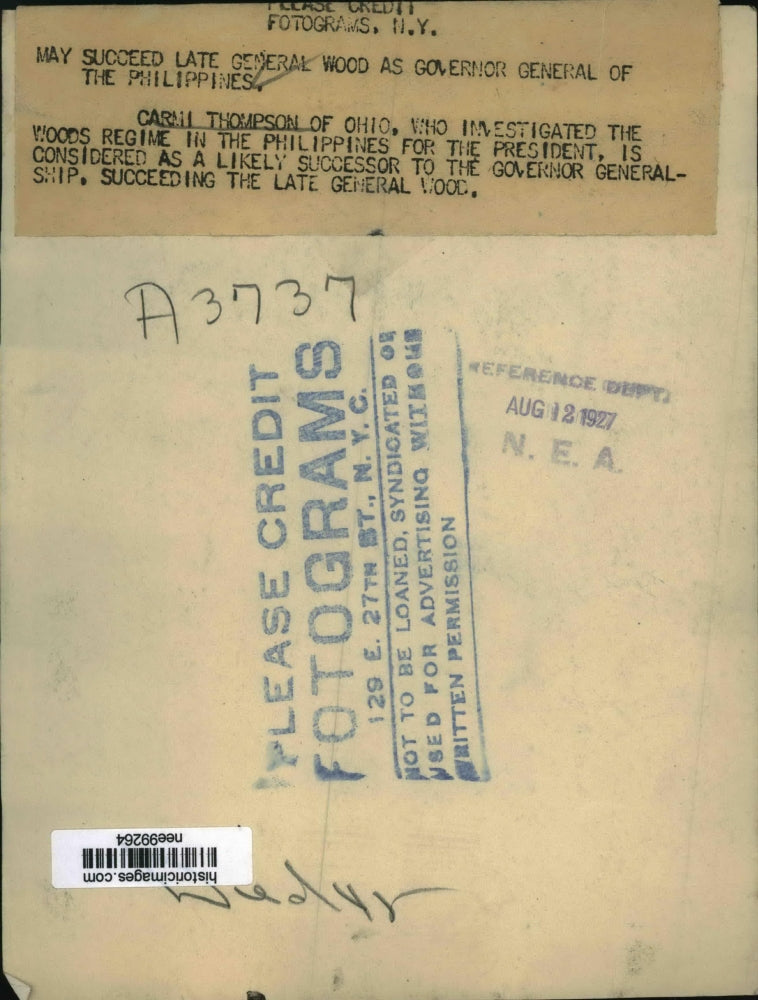 PLEASE CREDIT
FOTOGRAMS, N.Y.
MAY SUCCEED LATE GENERAL WOOD AS GOVERNOR GENERAL OF
THE PHILIPPINES.
CARMI THOMPSON OF OHIO, WHO INVESTIGATED THE
WOODS REGIME IN THE PHILIPPINES FOR THE PRESIDENT, IS
CONSIDERED AS A LIKELY SUCCESSOR TO THE GOVERNOR GENERAL-
SHIP, SUCCEEDING THE LATE GENERAL WOOD.
A3737
PLEASE CREDIT
FOTOGRAMS
129 E. 27TH ST., N. Y. C.
NOT TO BE LOANED, SYNDICATED OR
USED FOR ADVERTISING WITHOUT
WRITTEN PERMISSION
REFERENCE DEPT.
AUG 12 1927
N. E. A.
historicimages.com
nee99264